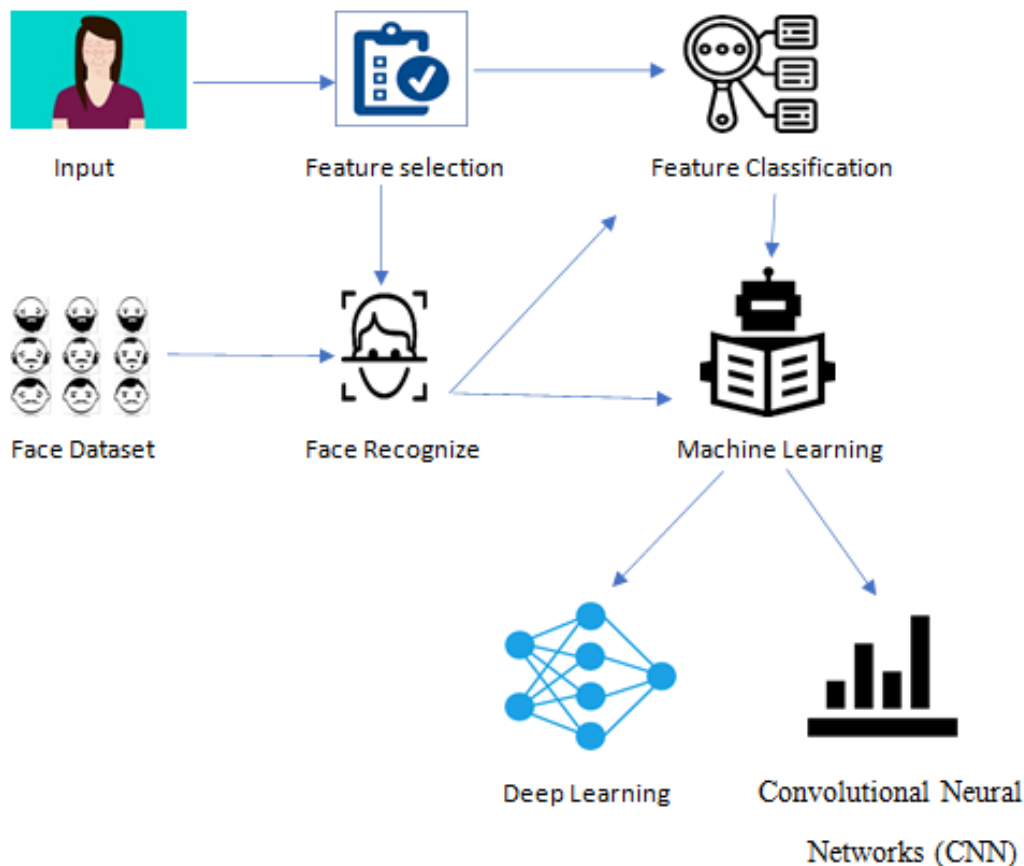 Input
Feature selection
Feature Classification
Face Dataset
Face Recognize
Machine Learning
Deep Learning
Convolutional Neural
Networks (CNN)